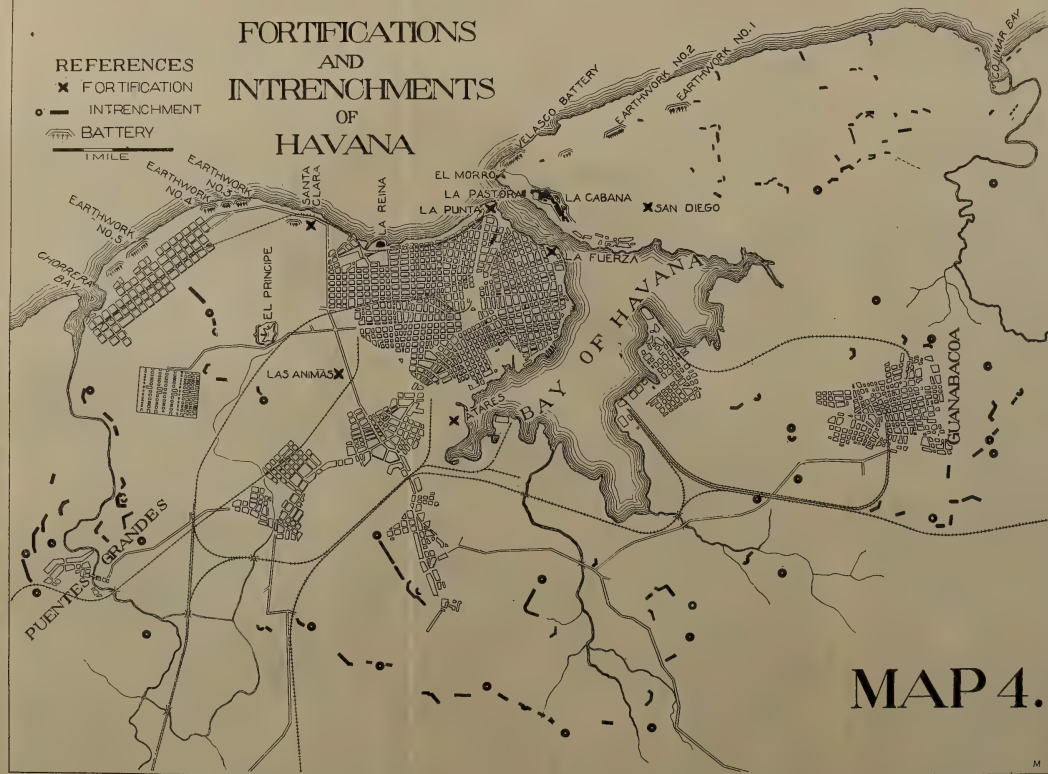 FORTIFICATIONS
AND
INTRENCHMENTS
OF
HAVANA
REFERENCES
FORTIFICATION
INTRENCHMENT
BATTERY
1 MILE
COJIMAR BAY
EARTHWORK NO.1
EARTHWORK NO.2
VELASCO BATTERY
EL MORRO
LA PASTORA
LA CABANA
LA PUNTA
SAN DIEGO
LA FUERZA
LA REINA
SANTA
CLARA
EARTHWORK
NO.3
EARTHWORK
NO.4
EARTHWORK
NO.5
CHORRERA
BAY
EL PRINCIPE
LAS ANIMAS
ATARES
BAY OF HAVANA
GUANABACOA
PUENTES GRANDES
MAP 4.
M